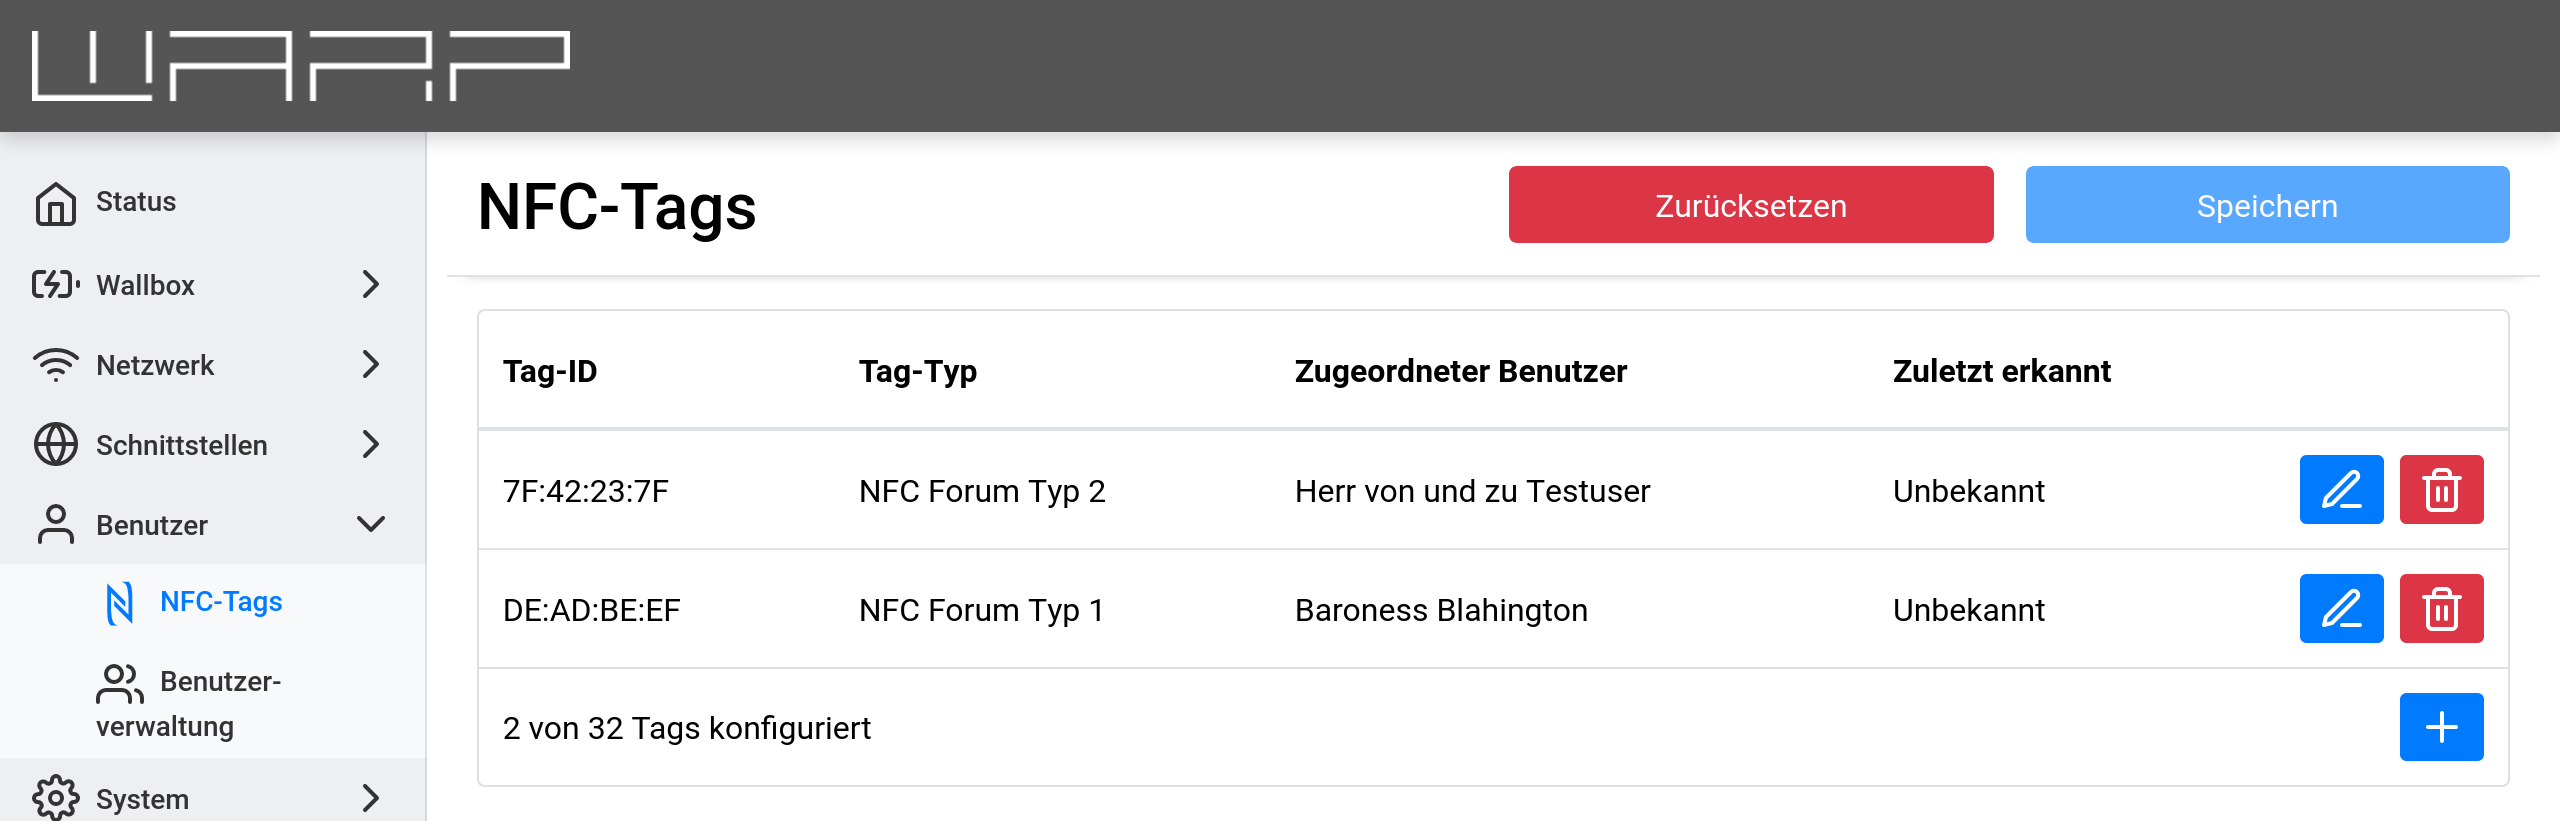 WARP
Status
Wallbox
Netzwerk
Schnittstellen
Benutzer
NFC-Tags
Benutzer-
verwaltung
System
NFC-Tags
Zurücksetzen
Speichern
Tag-ID Tag-Typ Zugeordneter Benutzer Zuletzt erkannt
7F:42:23:7F NFC Forum Typ 2 Herr von und zu Testuser Unbekannt
DE:AD:BE:EF NFC Forum Typ 1 Baroness Blahington Unbekannt
2 von 32 Tags konfiguriert